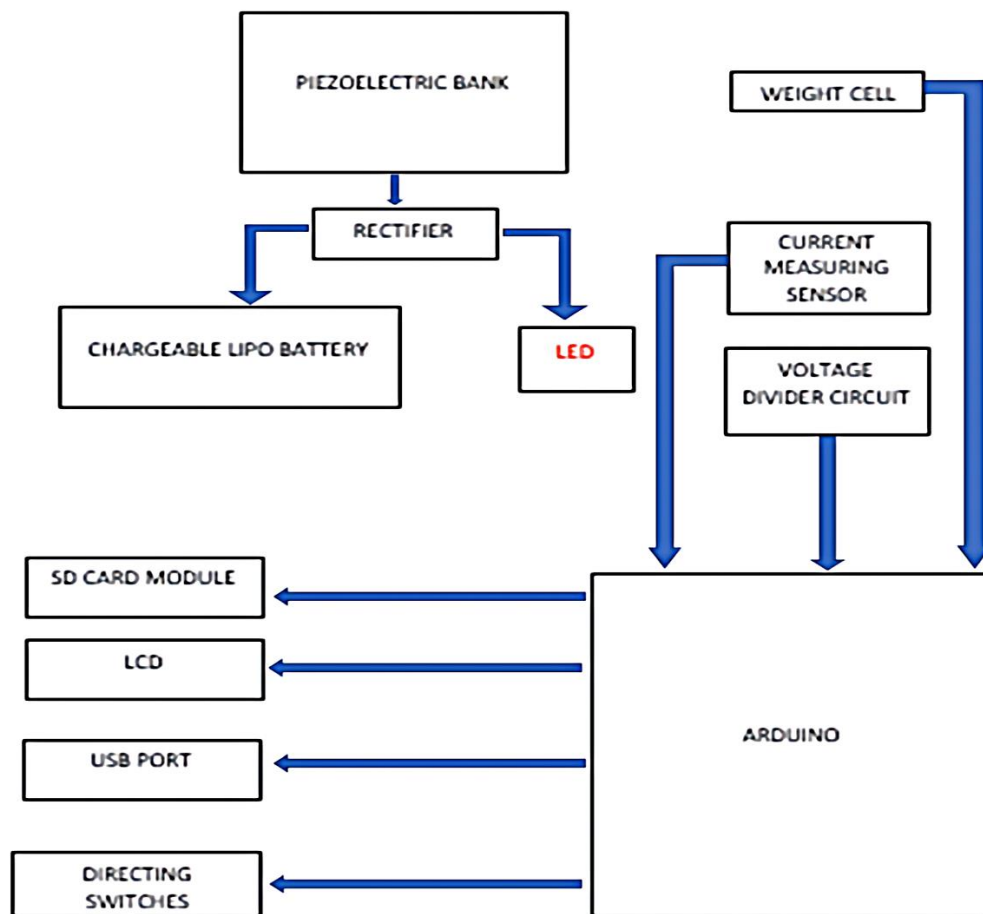 PIEZOELECTRIC BANK
WEIGHT CELL
RECTIFIER
CURRENT
MEASURING
SENSOR
CHARGEABLE LIPO BATTERY
LED
VOLTAGE
DIVIDER CIRCUIT
SD CARD MODULE
LCD
USB PORT
ARDUINO
DIRECTING
SWITCHES